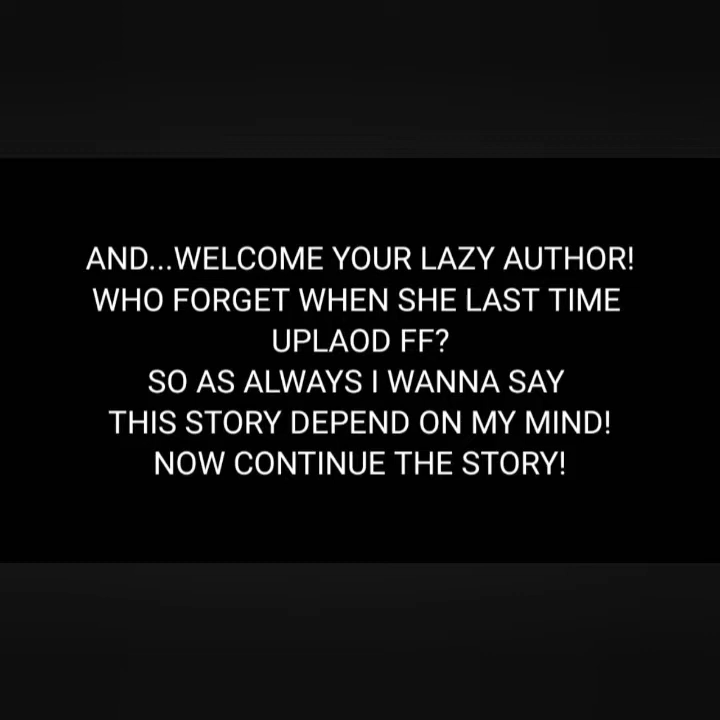 AND...WELCOME YOUR LAZY AUTHOR!
WHO FORGET WHEN SHE LAST TIME
UPLAOD FF?
SO AS ALWAYS I WANNA SAY
THIS STORY DEPEND ON MY MIND!
NOW CONTINUE THE STORY!